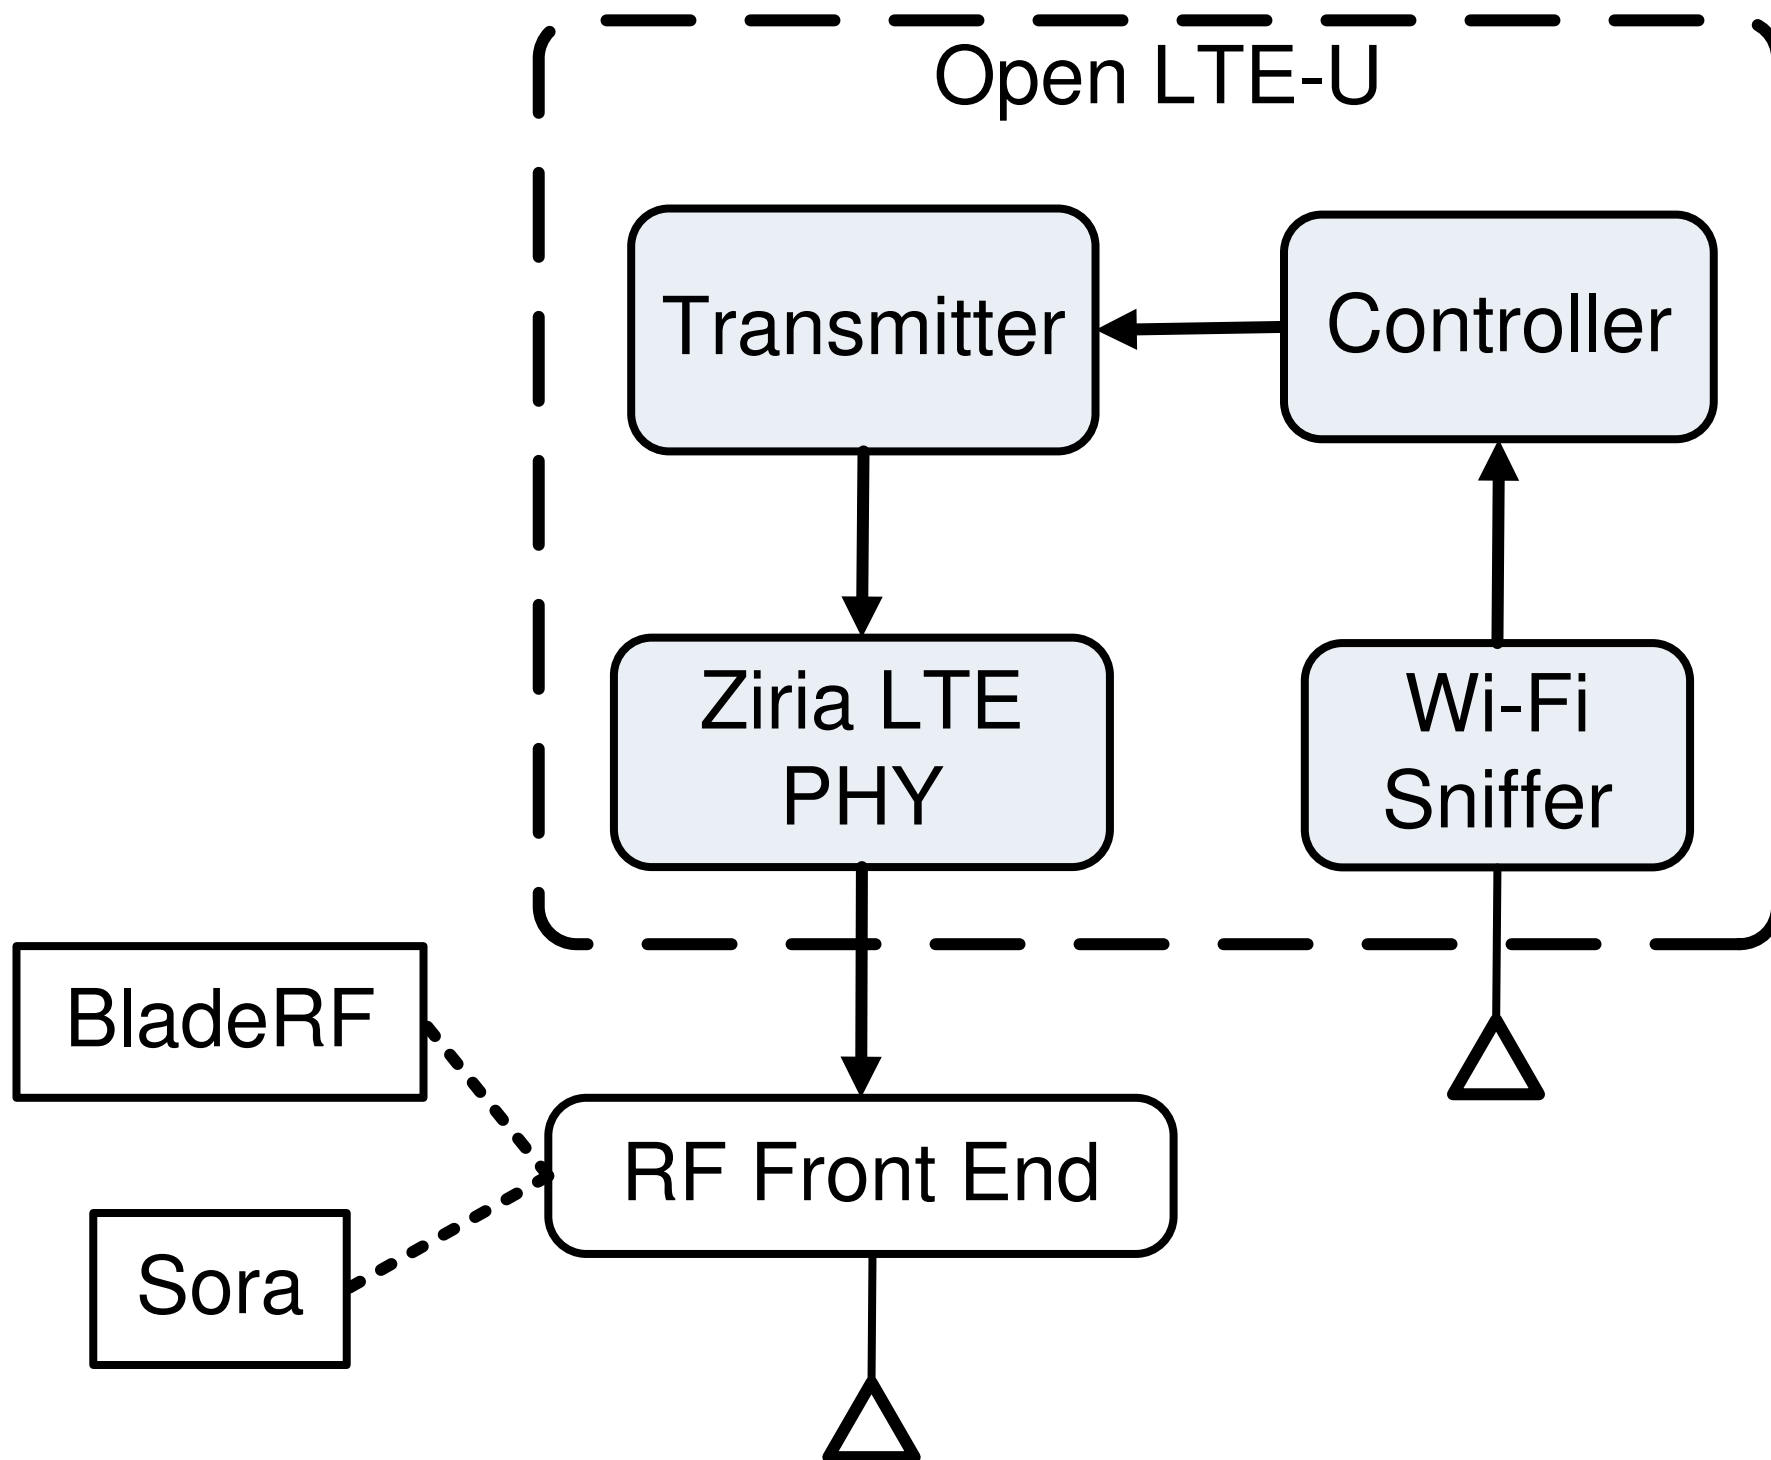 Open LTE-U
Transmitter
Controller
Ziria LTE
PHY
Wi-Fi
Sniffer
BladeRF
RF Front End
Sora